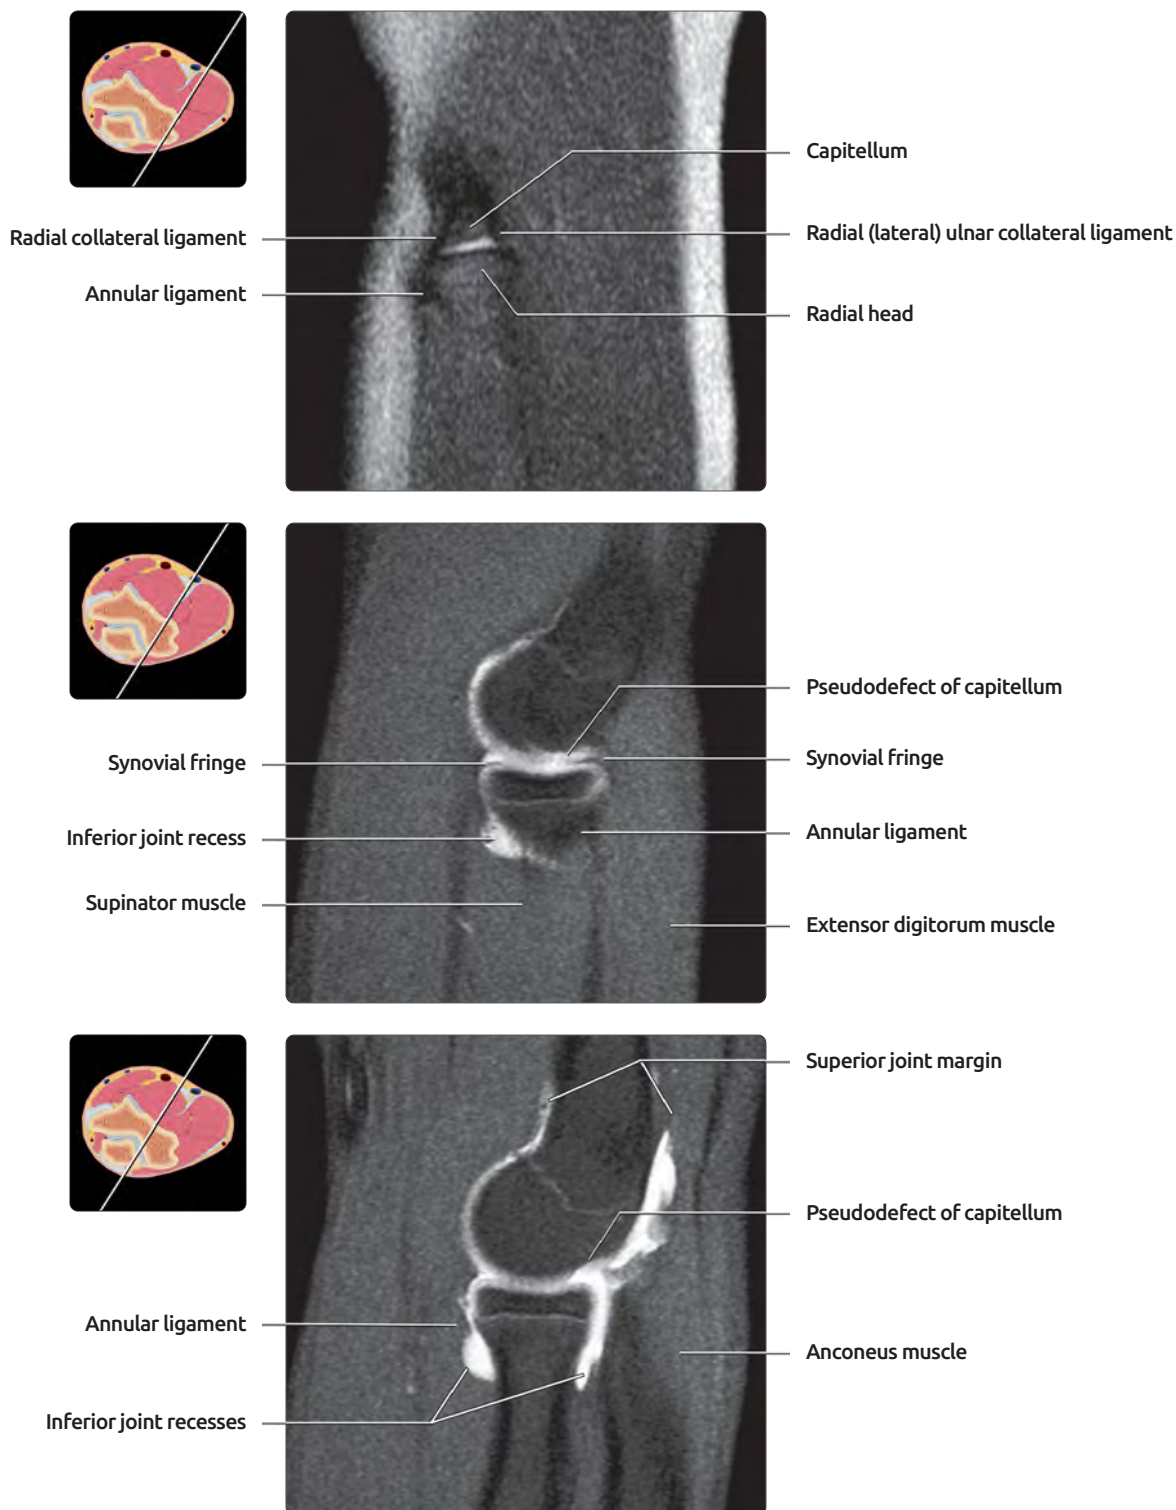 Capitellum
Radial collateral ligament
Radial (lateral) ulnar collateral ligament
Annular ligament
Radial head
Pseudodefect of capitellum
Synovial fringe
Synovial fringe
Inferior joint recess
Annular ligament
Supinator muscle
Extensor digitorum muscle
Superior joint margin
Pseudodefect of capitellum
Annular ligament
Anconeus muscle
Inferior joint recesses